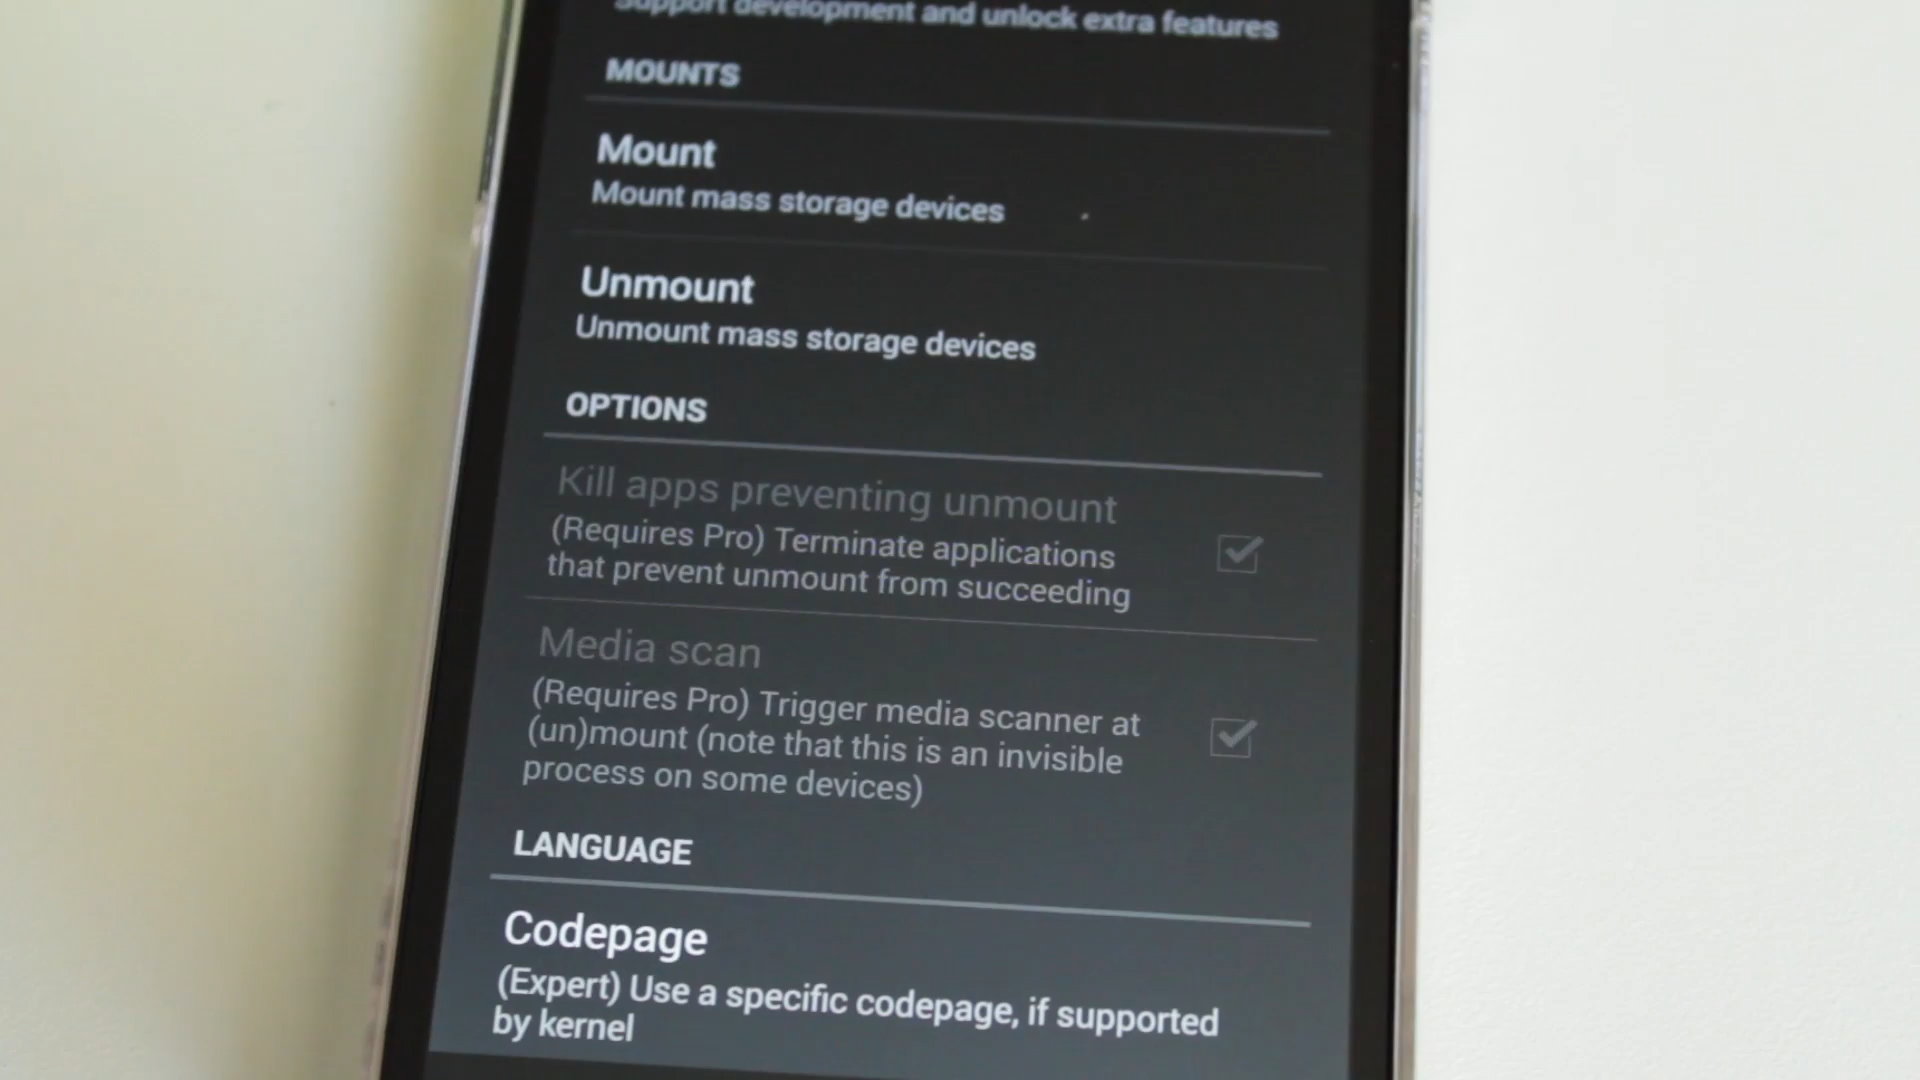 Support development and unlock extra features
MOUNTS
Mount
Mount mass storage devices
Unmount
Unmount mass storage devices
OPTIONS
Kill apps preventing unmount
(Requires Pro) Terminate applications
that prevent unmount from succeeding
Media scan
(Requires Pro) Trigger media scanner at
(un)mount (note that this is an invisible
process on some devices)
LANGUAGE
Codepage
(Expert) Use a specific codepage, if supported
by kernel